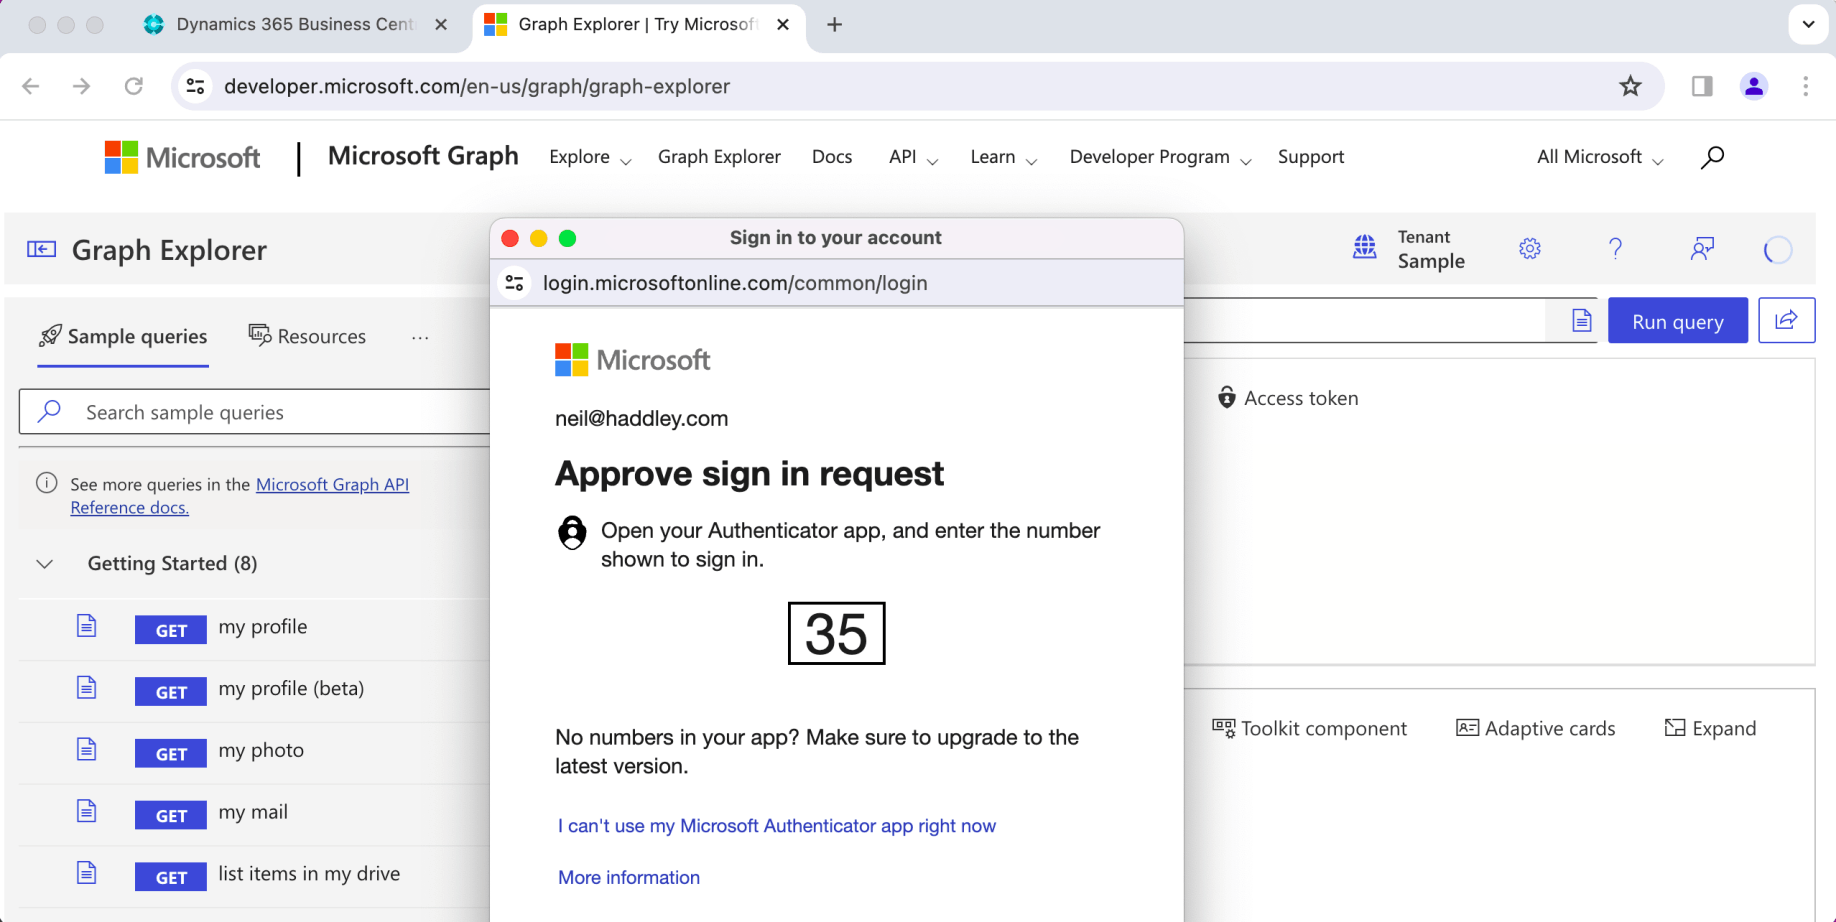 Dynamics 365 Business Cent
Graph Explorer | Try Microsoft
developer.microsoft.com/en-us/graph/graph-explorer
Microsoft
Microsoft Graph
Explore
Graph Explorer
Docs
API
Learn
Developer Program
Support
All Microsoft
Graph Explorer
Tenant
Sample
Sample queries
Resources
...
Run query
Search sample queries
See more queries in the Microsoft Graph API
Reference docs.
Getting Started (8)
GET my profile
GET my profile (beta)
GET my photo
GET my mail
GET list items in my drive
Sign in to your account
login.microsoftonline.com/common/login
Microsoft
neil@haddley.com
Approve sign in request
Open your Authenticator app, and enter the number
shown to sign in.
35
No numbers in your app? Make sure to upgrade to the
latest version.
I can't use my Microsoft Authenticator app right now
More information
Access token
Toolkit component
Adaptive cards
Expand